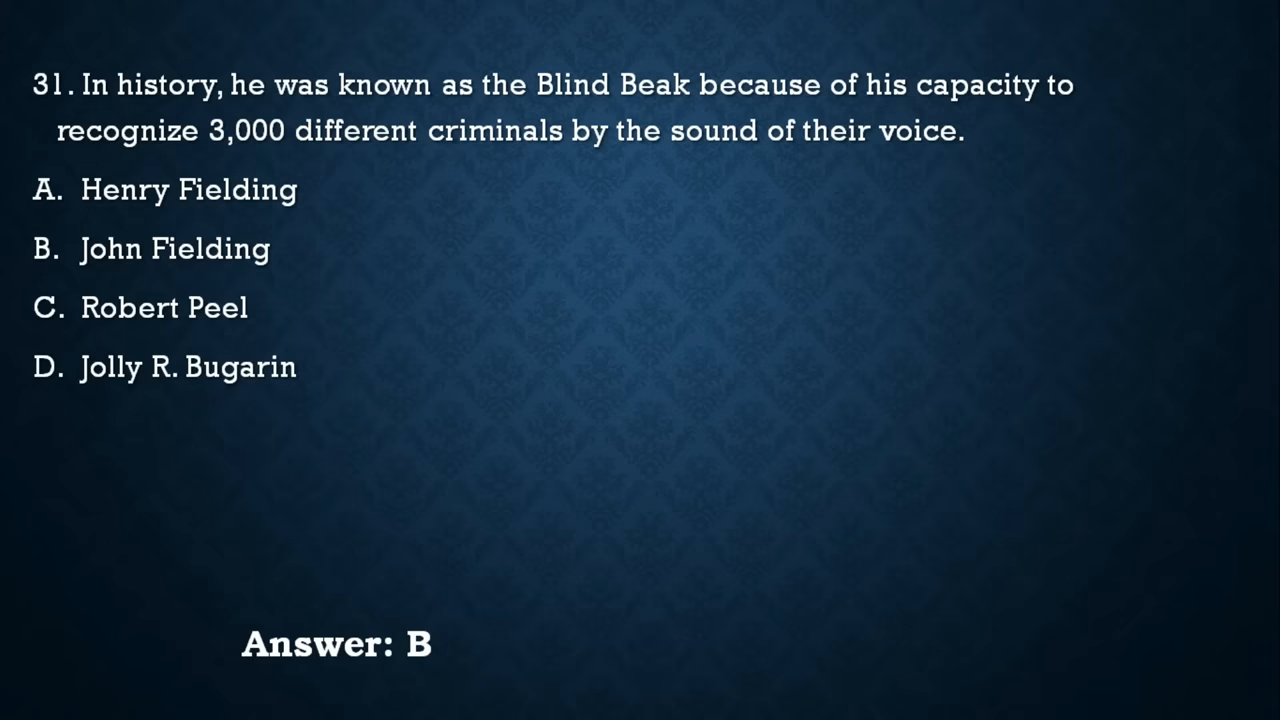 31. In history, he was known as the Blind Beak because of his capacity to
recognize 3,000 different criminals by the sound of their voice.
A. Henry Fielding
B. John Fielding
C. Robert Peel
D. Jolly R. Bugarin
Answer: B